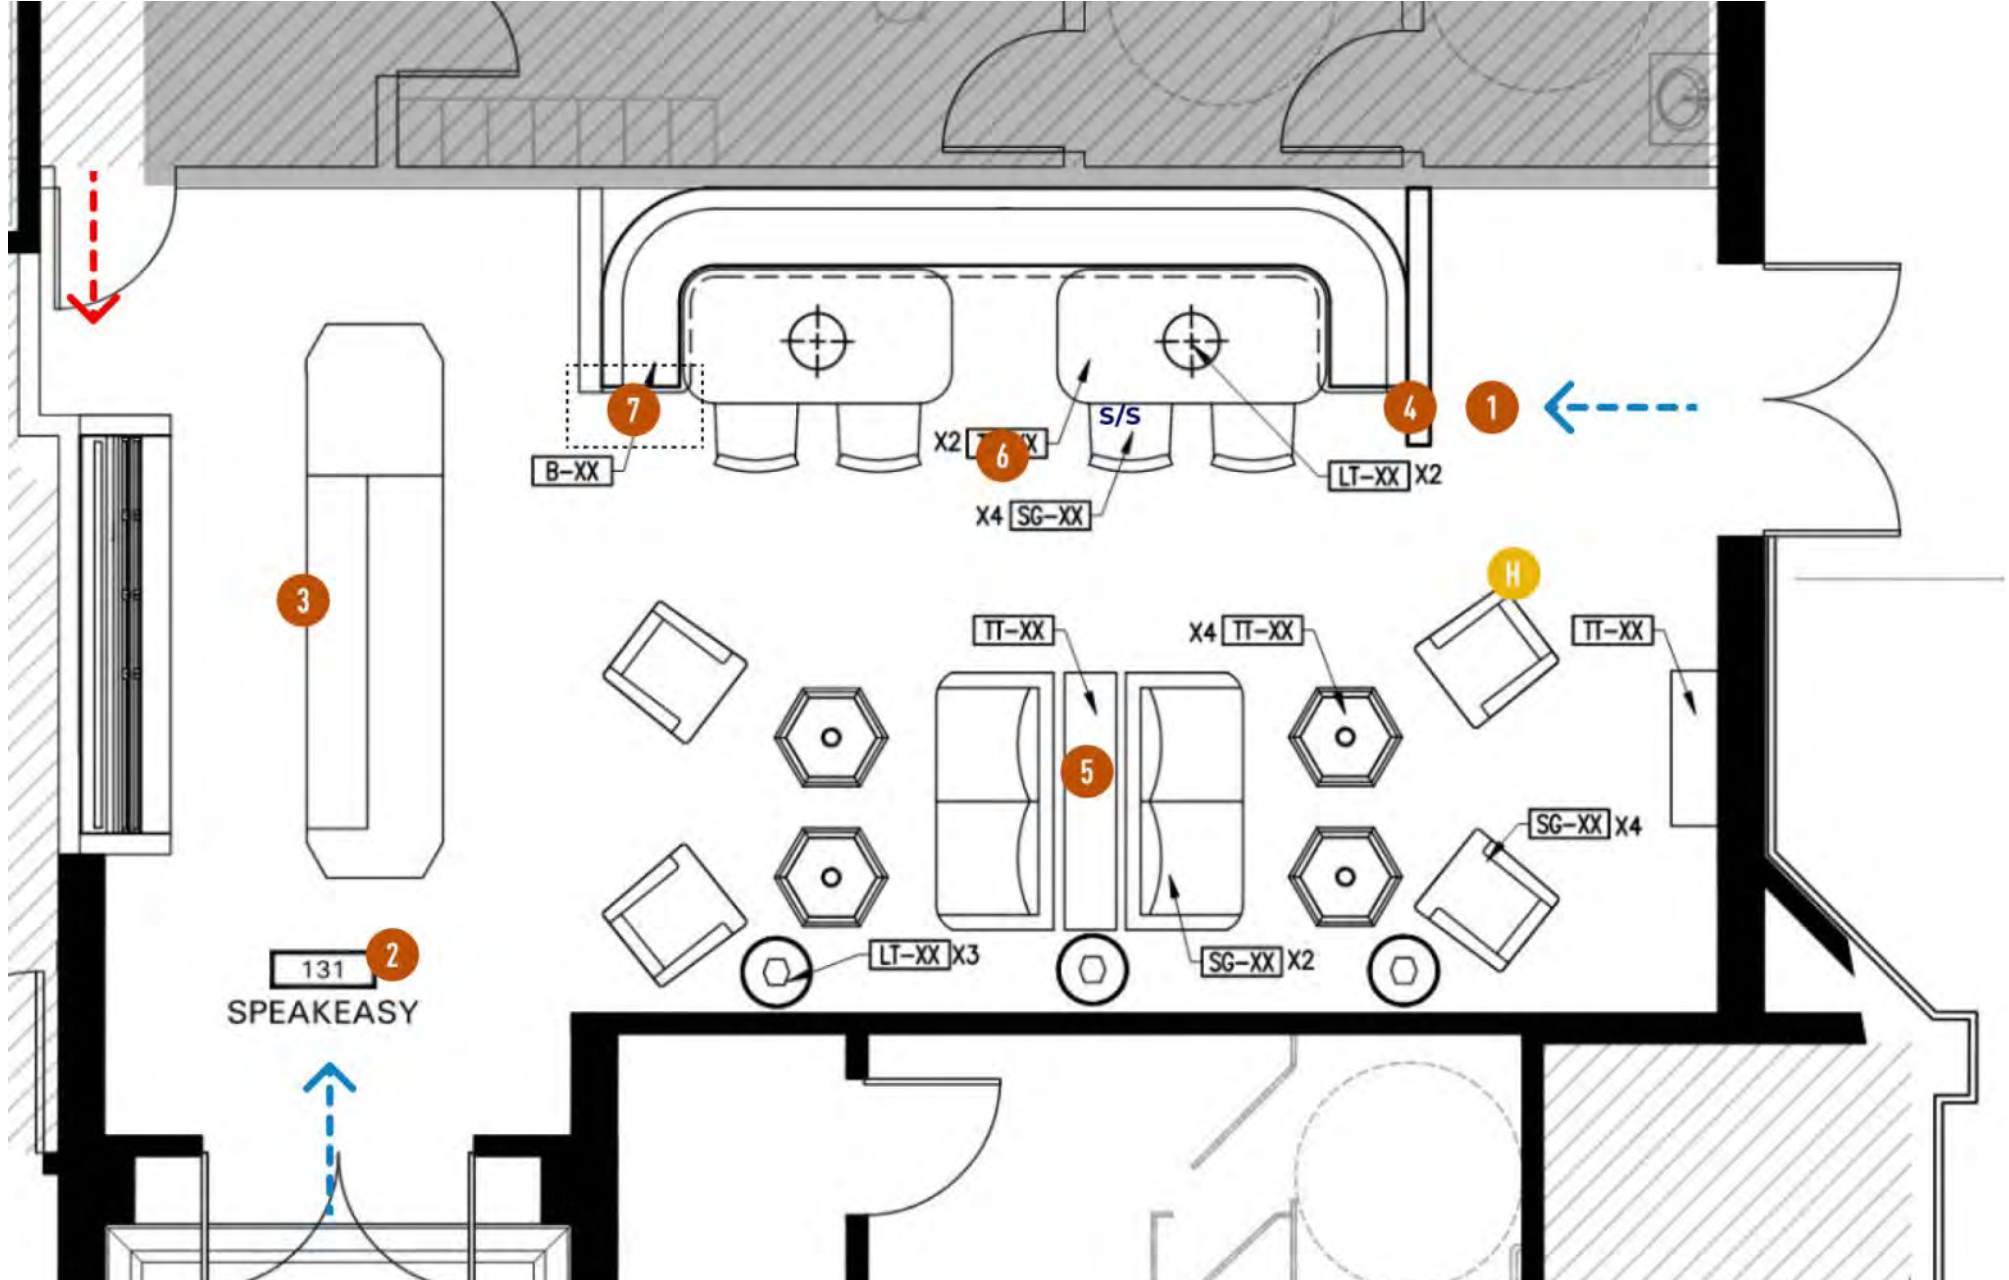 4
1
7
S/S
X2
6
B-XX
LT-XX X2
X4 SG-XX
H
3
TT-XX
X4 TT-XX
TT-XX
5
SG-XX X4
2
131
LT-XX X3
SG-XX X2
SPEAKEASY